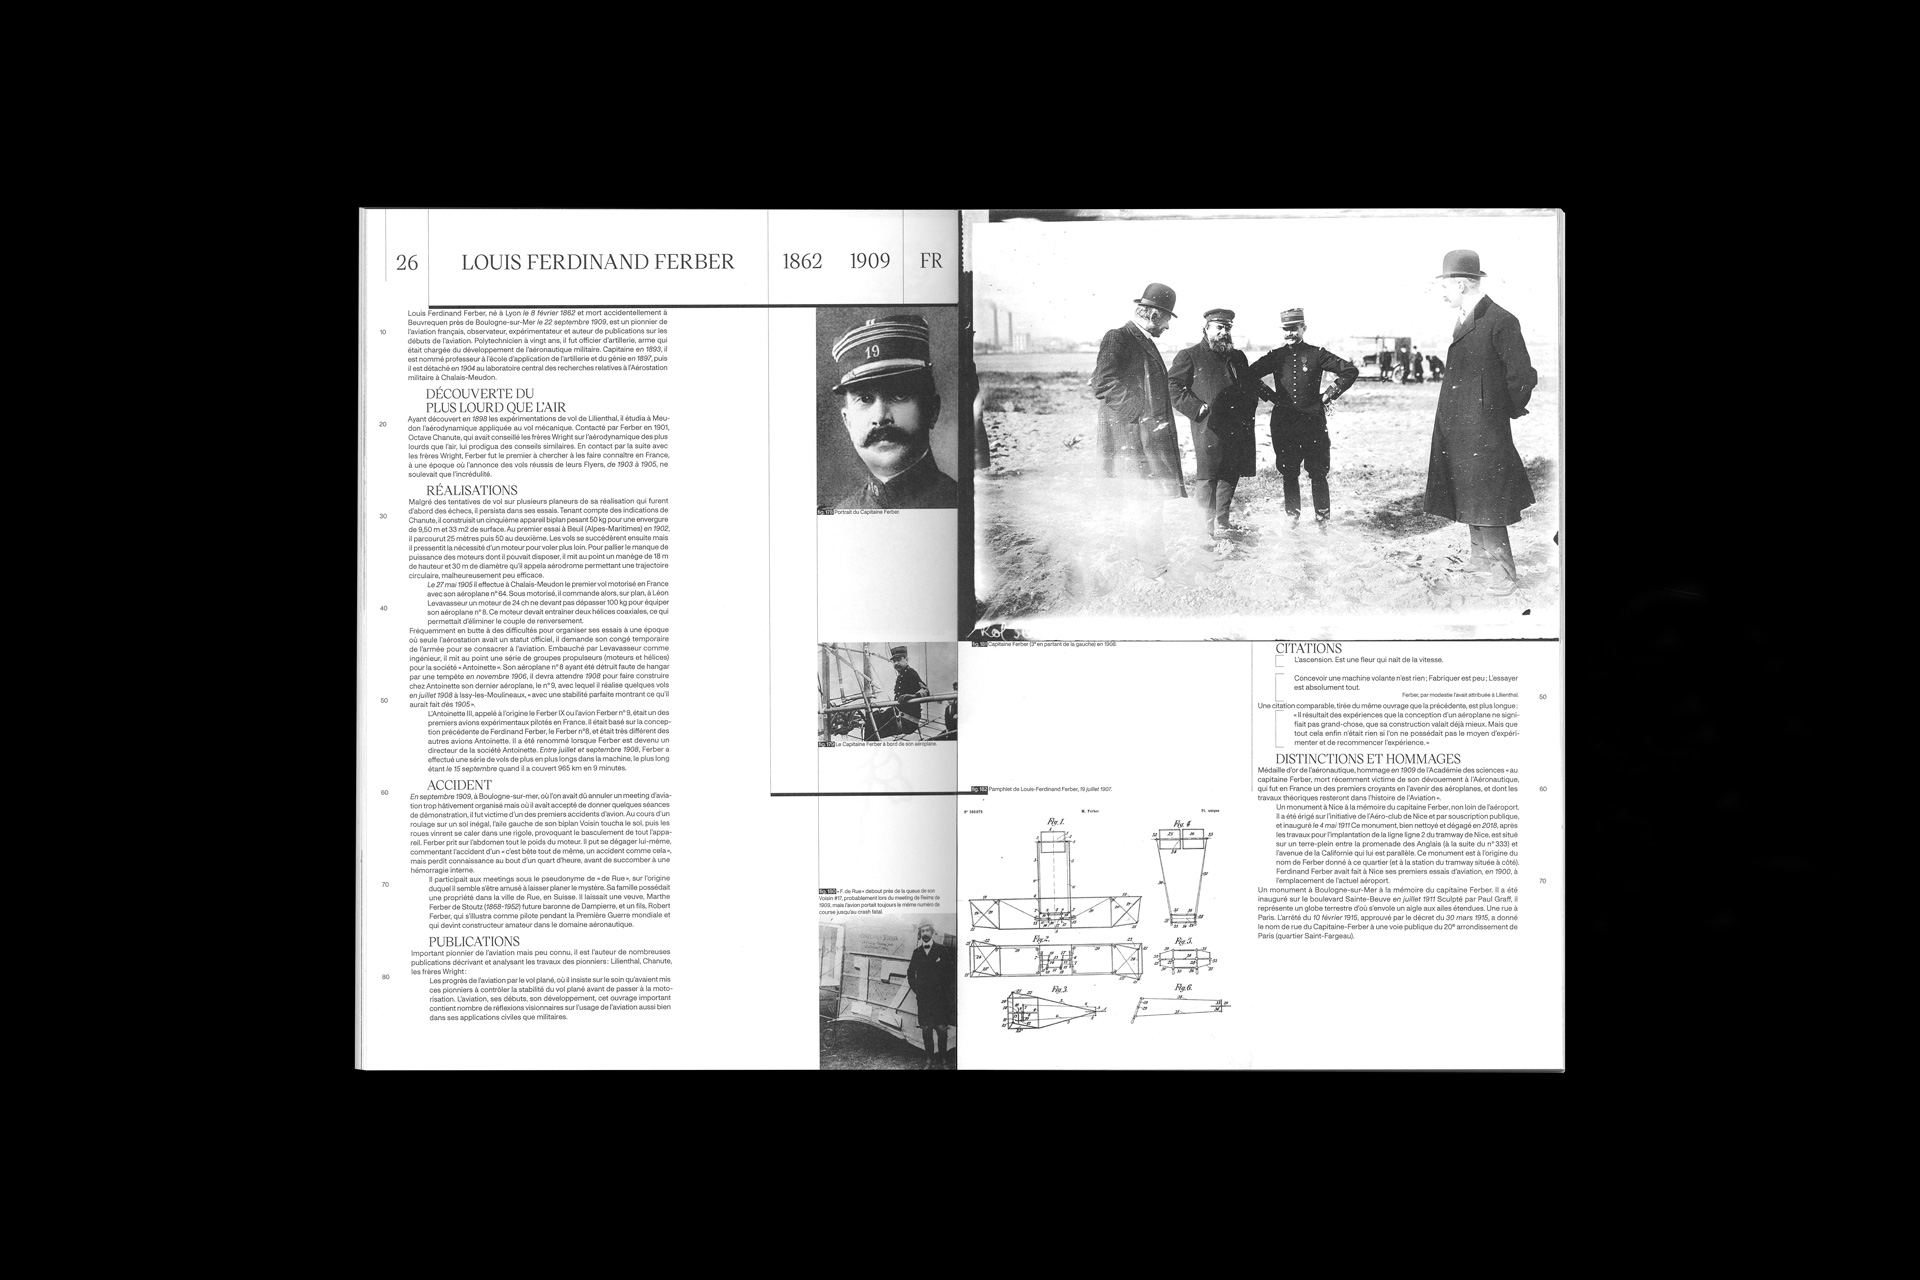 26
LOUIS FERDINAND FERBER
1862
1909
FR
Louis Ferdinand Ferber, né à Lyon le 8 février 1862 et mort accidentellement à
Beuvrequen près de Boulogne-sur-Mer le 22 septembre 1909, est un pionnier de
l'aviation français, observateur, expérimentateur et auteur de publications sur les
10
débuts de l'aviation. Polytechnicien à vingt ans, il fut officier d'artillerie, arme qui
était chargée du développement de l'aéronautique militaire. Capitaine en 1893, il
est nommé professeur à l'école d'application de l'artillerie et du génie en 1897, puis
il est détaché en 1904 au laboratoire central des recherches relatives à l'Aérostation
militaire à Chalais-Meudon.
DÉCOUVERTE DU
PLUS LOURD QUE L'AIR
Ayant découvert en 1898 les expérimentations de vol de Lilienthal, il étudia à Meu-
20
don l'aérodynamique appliquée au vol mécanique. Contacté par Ferber en 1901,
Octave Chanute, qui avait conseillé les frères Wright sur l'aérodynamique des plus
lourds que l'air, lui prodigua des conseils similaires. En contact par la suite avec
les frères Wright, Ferber fut le premier à chercher à les faire connaître en France,
à une époque où l'annonce des vols réussis de leurs Flyers, de 1903 à 1905, ne
soulevait que l'incrédulité.
RÉALISATIONS
Malgré des tentatives de vol sur plusieurs planeurs de sa réalisation qui furent
d'abord des échecs, il persista dans ses essais. Tenant compte des indications de
30
Chanute, il construisit un cinquième appareil biplan pesant 50 kg pour une envergure
de 9,50 m et 33 m2 de surface. Au premier essai à Beuil (Alpes-Maritimes) en 1902,
il parcourut 25 mètres puis 50 au deuxième. Les vols se succédèrent ensuite mais
il pressentit la nécessité d'un moteur pour voler plus loin. Pour pallier le manque de
puissance des moteurs dont il pouvait disposer, il mit au point un manège de 18 m
de hauteur et 30 m de diamètre qu'il appela aérodrome permettant une trajectoire
circulaire, malheureusement peu efficace.
Le 27 mai 1905 il effectue à Chalais-Meudon le premier vol motorisé en France
avec son aéroplane n° 64. Sous motorisé, il commande alors, sur plan, à Léon
Levavasseur un moteur de 24 ch ne devant pas dépasser 100 kg pour équiper
40
son aéroplane n° 8. Ce moteur devait entraîner deux hélices coaxiales, ce qui
permettait d'éliminer le couple de renversement.
Fréquemment en butte à des difficultés pour organiser ses essais à une époque
où seule l'aérostation avait un statut officiel, il demande son congé temporaire
de l'armée pour se consacrer à l'aviation. Embauché par Levavasseur comme
ingénieur, il mit au point une série de groupes propulseurs (moteurs et hélices)
pour la société « Antoinette ». Son aéroplane n° 8 ayant été détruit faute de hangar
par une tempête en novembre 1906, il devra attendre 1908 pour faire construire
chez Antoinette son dernier aéroplane, le n° 9, avec lequel il réalise quelques vols
en juillet 1908 à Issy-les-Moulineaux, « avec une stabilité parfaite montrant ce qu'il
50
aurait fait dès 1905 ».
L'Antoinette III, appelé à l'origine le Ferber IX ou l'avion Ferber n° 9, était un des
premiers avions expérimentaux pilotés en France. Il était basé sur la concep-
tion précédente de Ferdinand Ferber, le Ferber n°8, et était très différent des
autres avions Antoinette. Il a été renommé lorsque Ferber est devenu un
directeur de la société Antoinette. Entre juillet et septembre 1908, Ferber a
effectué une série de vols de plus en plus longs dans la machine, le plus long
étant le 15 septembre quand il a couvert 965 km en 9 minutes.
ACCIDENT
60
En septembre 1909, à Boulogne-sur-mer, où l'on avait dû annuler un meeting d'avia-
tion trop hâtivement organisé mais où il avait accepté de donner quelques séances
de démonstration, il fut victime d'un des premiers accidents d'avion. Au cours d'un
roulage sur un sol inégal, l'aile gauche de son biplan Voisin toucha le sol, puis les
roues vinrent se caler dans une rigole, provoquant le basculement de tout l'appa-
reil. Ferber prit sur l'abdomen tout le poids du moteur. Il put se dégager lui-même,
commentant l'accident d'un « c'est bête tout de même, un accident comme cela »,
mais perdit connaissance au bout d'un quart d'heure, avant de succomber à une
hémorragie interne.
70
Il participait aux meetings sous le pseudonyme de « de Rue », sur l'origine
duquel il semble s'être amusé à laisser planer le mystère. Sa famille possédait
une propriété dans la ville de Rue, en Suisse. Il laissait une veuve, Marthe
Ferber de Stoutz (1868-1952) future baronne de Dampierre, et un fils, Robert
Ferber, qui s'illustra comme pilote pendant la Première Guerre mondiale et
qui devint constructeur amateur dans le domaine aéronautique.
PUBLICATIONS
Important pionnier de l'aviation mais peu connu, il est l'auteur de nombreuses
publications décrivant et analysant les travaux des pionniers : Lilienthal, Chanute,
les frères Wright :
80
Les progrès de l'aviation par le vol plané, où il insiste sur le soin qu'avaient mis
ces pionniers à contrôler la stabilité du vol plané avant de passer à la moto-
risation. L'aviation, ses débuts, son développement, cet ouvrage important
contient nombre de réflexions visionnaires sur l'usage de l'aviation aussi bien
dans ses applications civiles que militaires.
19
Portrait du Capitaine Ferber.
Le Capitaine Ferber à bord de son aéroplane.
« F. de Rue » debout près de la queue de son
Voisin #17, probablement lors du meeting de Reims de
1909, mais l'avion portait toujours le même numéro de
course jusqu'au crash fatal.
Capitaine Ferber (3e en partant de la gauche) en 1908.
Pamphlet de Louis-Ferdinand Ferber, 19 juillet 1907.
M. Ferber
Pl. unique
Fig. 1.
Fig. 4
Fig. 2.
Fig. 5.
Fig. 3.
Fig. 6.
CITATIONS
L'ascension. Est une fleur qui naît de la vitesse.
Concevoir une machine volante n'est rien ; Fabriquer est peu ; L'essayer
est absolument tout.
Ferber, par modestie l'avait attribuée à Lilienthal.
50
Une citation comparable, tirée du même ouvrage que la précédente, est plus longue :
« Il résultait des expériences que la conception d'un aéroplane ne signi-
fiait pas grand-chose, que sa construction valait déjà mieux. Mais que
tout cela enfin n'était rien si l'on ne possédait pas le moyen d'expéri-
menter et de recommencer l'expérience. »
DISTINCTIONS ET HOMMAGES
Médaille d'or de l'aéronautique, hommage en 1909 de l'Académie des sciences « au
capitaine Ferber, mort récemment victime de son dévouement à l'Aéronautique,
60
qui fut en France un des premiers croyants en l'avenir des aéroplanes, et dont les
travaux théoriques resteront dans l'histoire de l'Aviation ».
Un monument à Nice à la mémoire du capitaine Ferber, non loin de l'aéroport.
Il a été érigé sur l'initiative de l'Aéro-club de Nice et par souscription publique,
et inauguré le 4 mai 1911 Ce monument, bien nettoyé et dégagé en 2018, après
les travaux pour l'implantation de la ligne ligne 2 du tramway de Nice, est situé
sur un terre-plein entre la promenade des Anglais (à la suite du n° 333) et
l'avenue de la Californie qui lui est parallèle. Ce monument est à l'origine du
nom de Ferber donné à ce quartier (et à la station du tramway située à côté).
Ferdinand Ferber avait fait à Nice ses premiers essais d'aviation, en 1900, à
70
l'emplacement de l'actuel aéroport.
Un monument à Boulogne-sur-Mer à la mémoire du capitaine Ferber. Il a été
inauguré sur le boulevard Sainte-Beuve en juillet 1911 Sculpté par Paul Graff, il
représente un globe terrestre d'où s'envole un aigle aux ailes étendues. Une rue à
Paris. L'arrêté du 10 février 1915, approuvé par le décret du 30 mars 1915, a donné
le nom de rue du Capitaine-Ferber à une voie publique du 20e arrondissement de
Paris (quartier Saint-Fargeau).